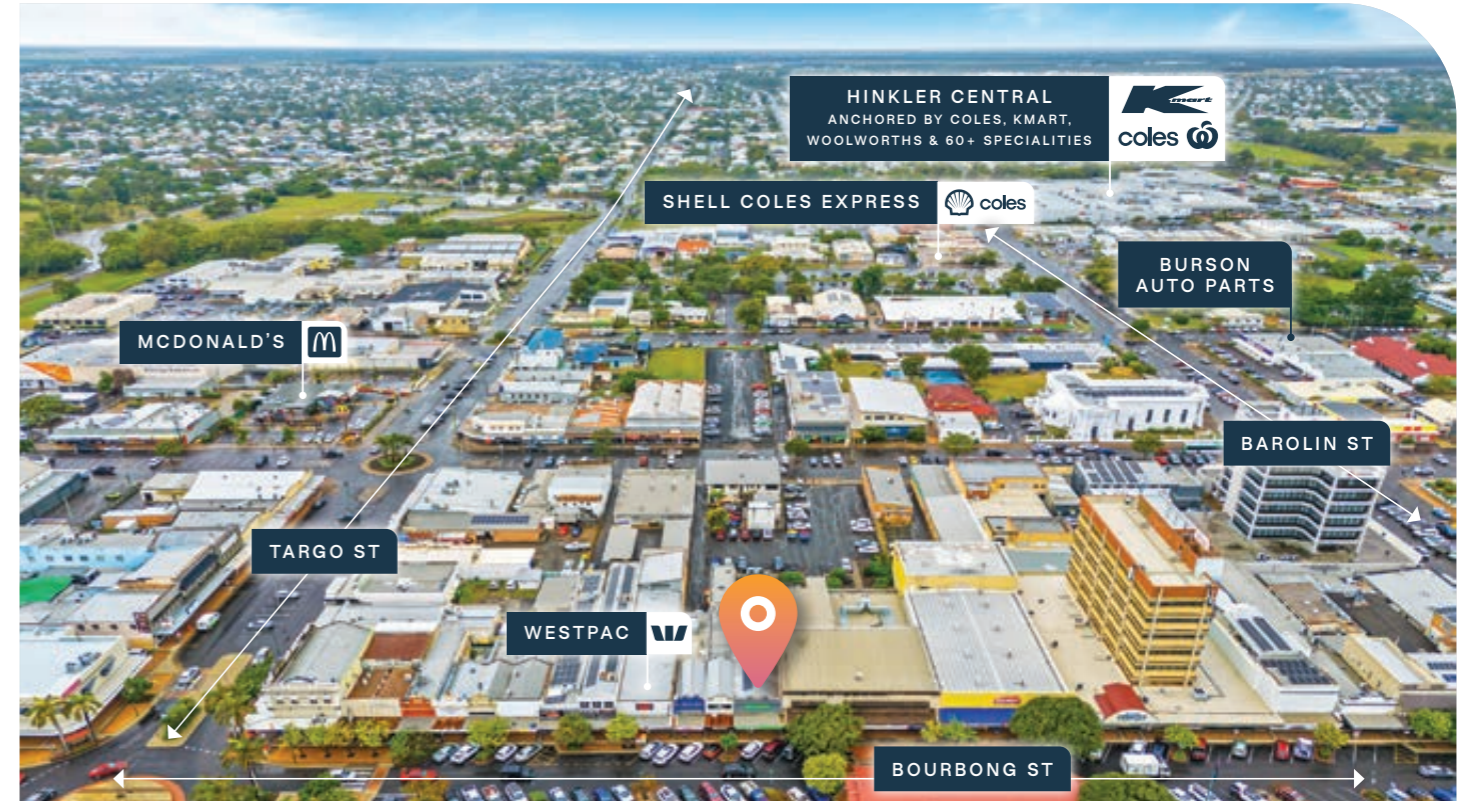 HINKLER CENTRAL
ANCHORED BY COLES, KMART,
WOOLWORTHS & 60+ SPECIALITIES
Kmart
coles
SHELL COLES EXPRESS
coles
BURSON
AUTO PARTS
MCDONALD'S
BAROLIN ST
TARGO ST
WESTPAC
BOURBONG ST